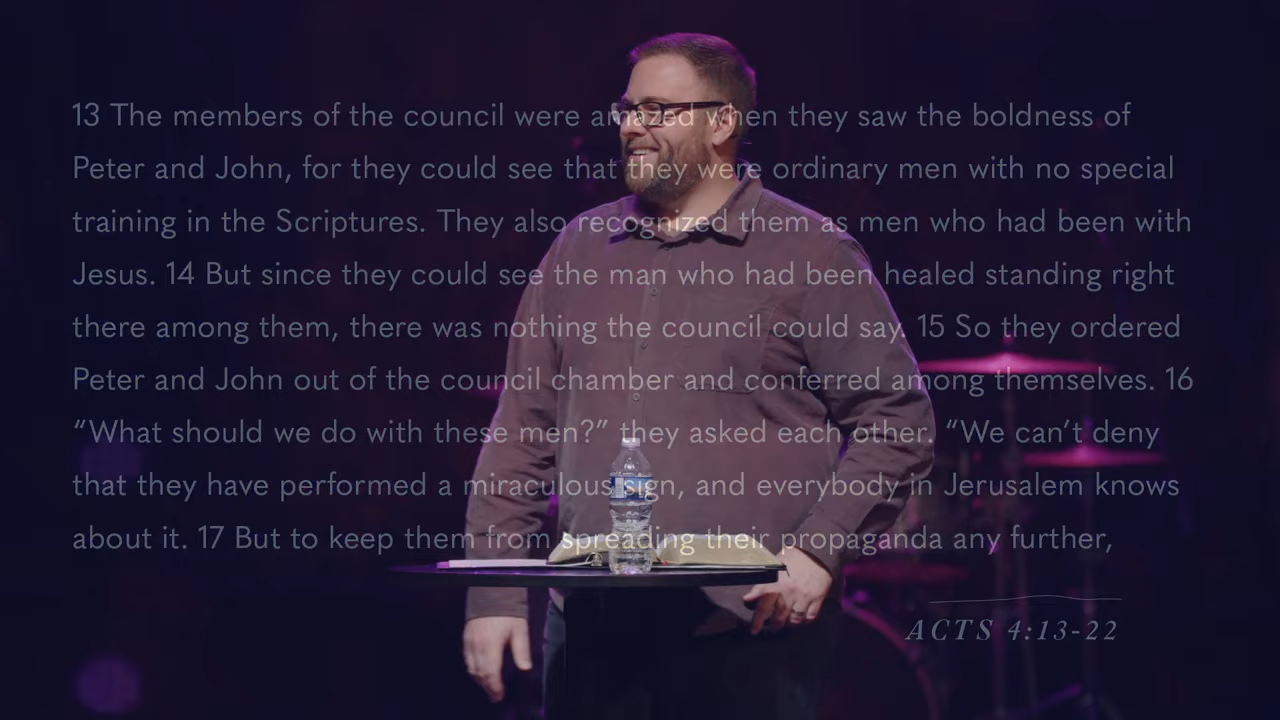 13 The members of the council were amazed when they saw the boldness of
Peter and John, for they could see that they were ordinary men with no special
training in the Scriptures. They also recognized them as men who had been with
Jesus. 14 But since they could see the man who had been healed standing right
there among them, there was nothing the council could say. 15 So they ordered
Peter and John out of the council chamber and conferred among themselves. 16
“What should we do with these men?” they asked each other. “We can’t deny
that they have performed a miraculous sign, and everybody in Jerusalem knows
about it. 17 But to keep them from spreading their propaganda any further,
ACTS 4:13-22